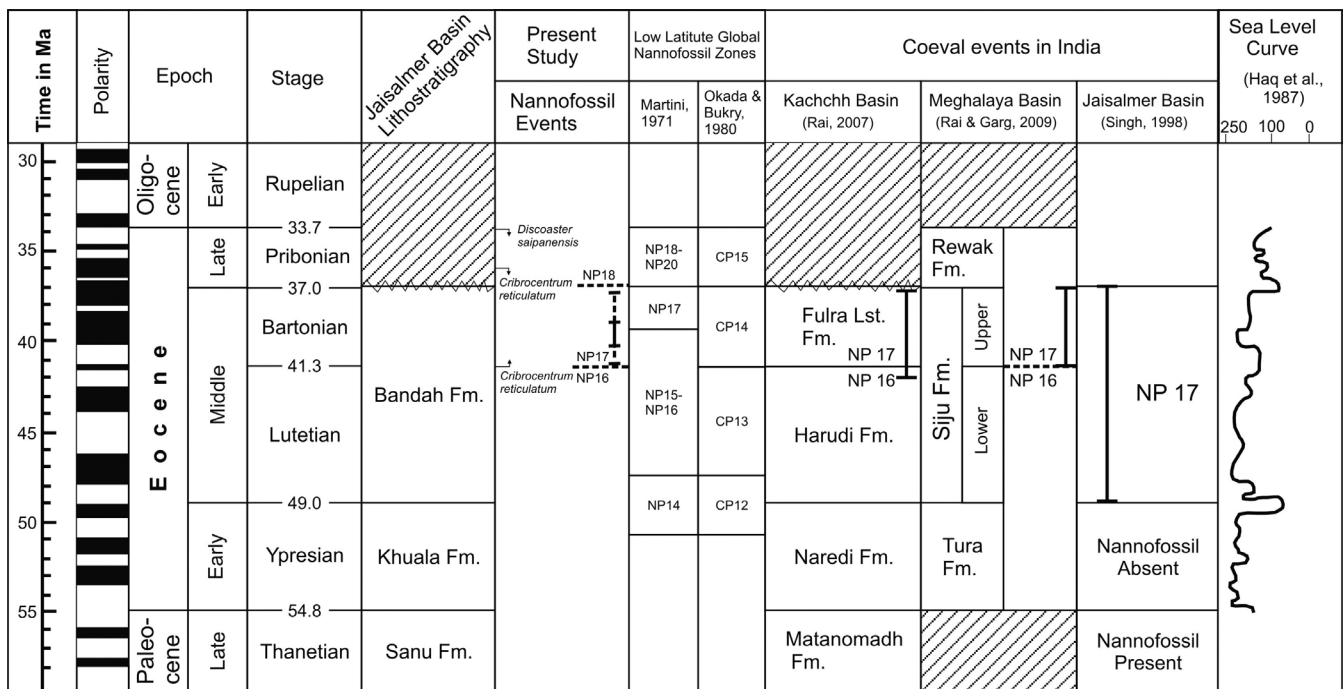 Time in Ma
Polarity
Epoch
Stage
Jaisalmer Basin
Lithostratigraphy
Present
Study
Nannofossil
Events
Low Latitute Global
Nannofossil Zones
Martini,
1971
Okada &
Bukry,
1980
Coeval events in India
Kachchh Basin
(Rai, 2007)
Meghalaya Basin
(Rai & Garg, 2009)
Jaisalmer Basin
(Singh, 1998)
Sea Level
Curve
(Haq et al.,
1987)
250 100 0
30
35
40
45
50
55
Oligo-
cene
Early
Rupelian
33.7
Eocene
Late
Pribonian
37.0
Middle
Bartonian
41.3
Lutetian
49.0
Early
Ypresian
54.8
Paleo-
cene
Late
Thanetian
Bandah Fm.
Khuala Fm.
Sanu Fm.
Discoaster
saipanensis
NP18
Cribrocentrum
reticulatum
NP17
NP16
Cribrocentrum
reticulatum
NP18-
NP20
NP17
NP15-
NP16
NP14
CP15
CP14
CP13
CP12
Fulra Lst.
Fm.
NP 17
NP 16
Harudi Fm.
Naredi Fm.
Matanomadh
Fm.
Rewak
Fm.
Siju Fm.
Upper
Lower
NP 17
NP 16
Tura
Fm.
NP 17
Nannofossil
Absent
Nannofossil
Present